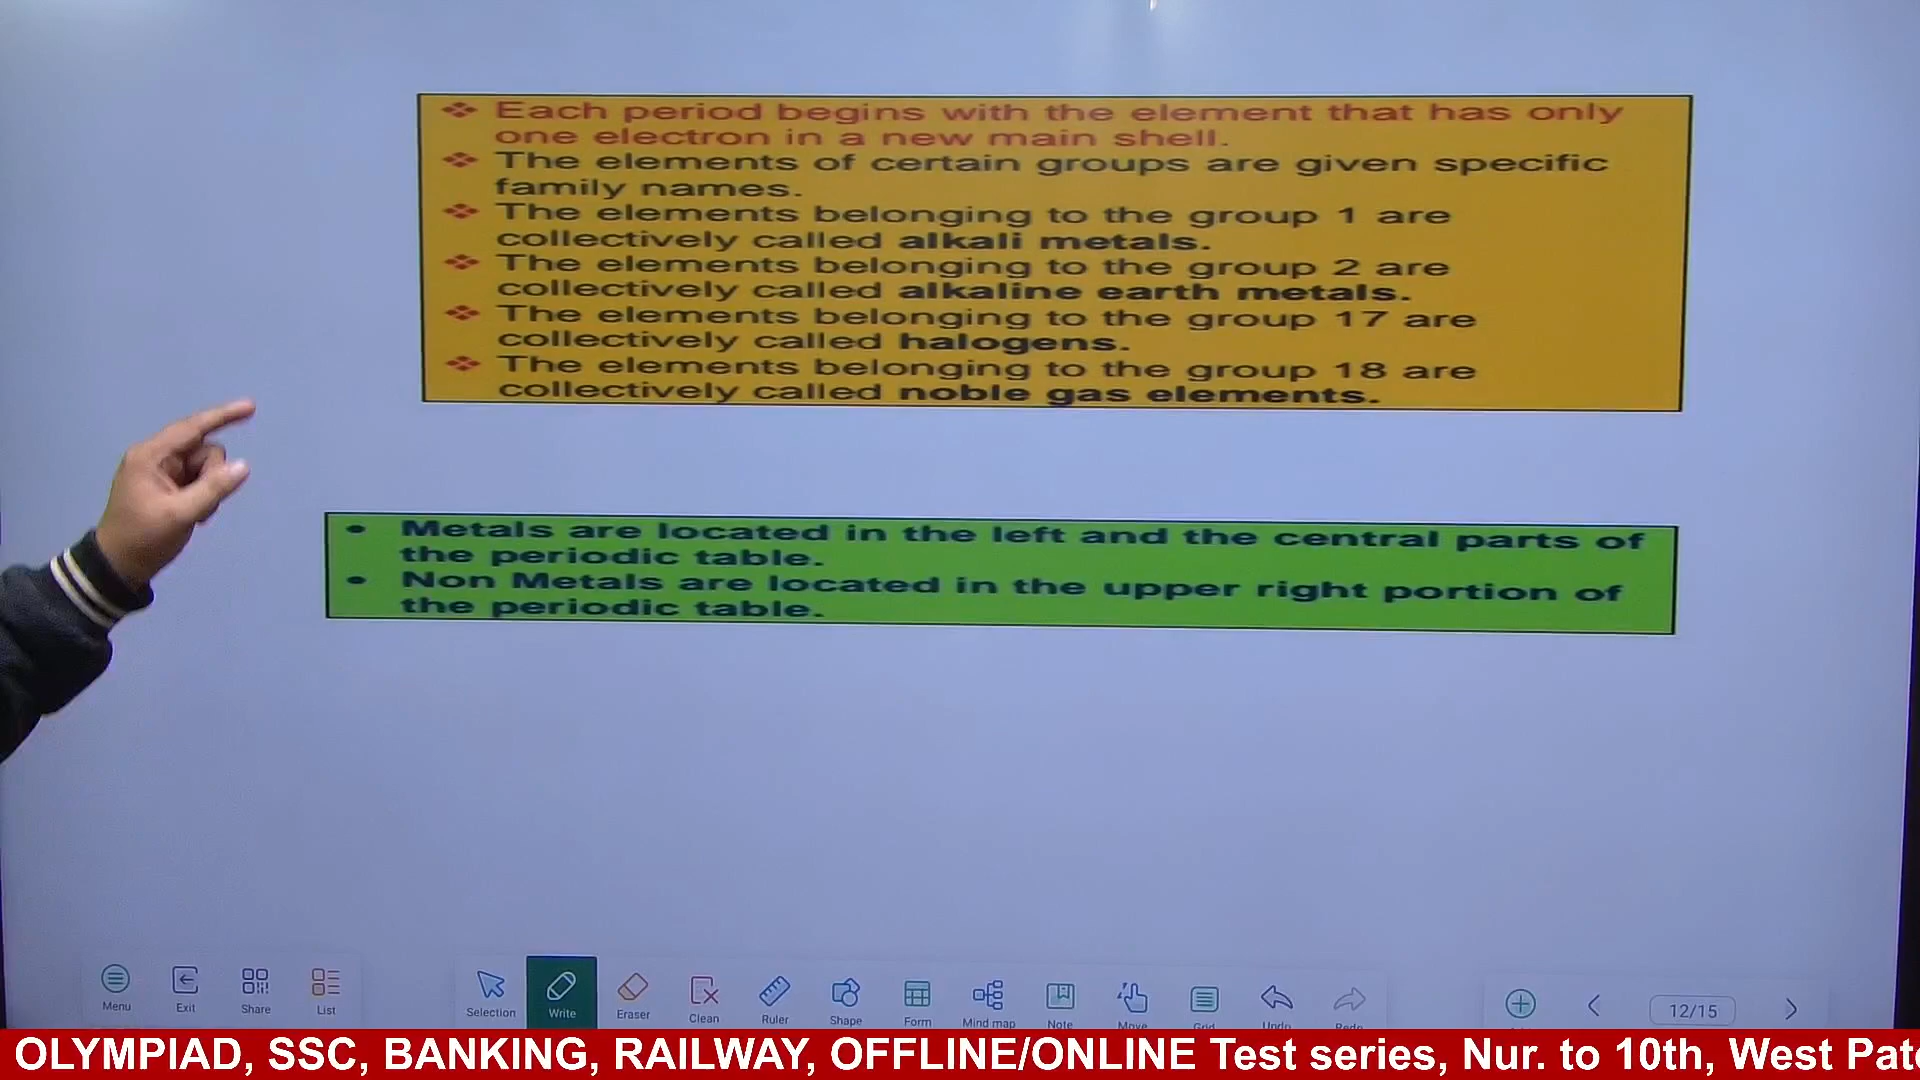 ❖ Each period begins with the element that has only
one electron in a new main shell.
❖ The elements of certain groups are given specific
family names.
❖ The elements belonging to the group 1 are
collectively called alkali metals.
❖ The elements belonging to the group 2 are
collectively called alkaline earth metals.
❖ The elements belonging to the group 17 are
collectively called halogens.
❖ The elements belonging to the group 18 are
collectively called noble gas elements.
• Metals are located in the left and the central parts of
the periodic table.
• Non Metals are located in the upper right portion of
the periodic table.
Menu Exit Share List Selection Write Eraser Clean Ruler Shape Form Mind map Note Move Grid Undo Redo 12/15
OLYMPIAD, SSC, BANKING, RAILWAY, OFFLINE/ONLINE Test series, Nur. to 10th, West